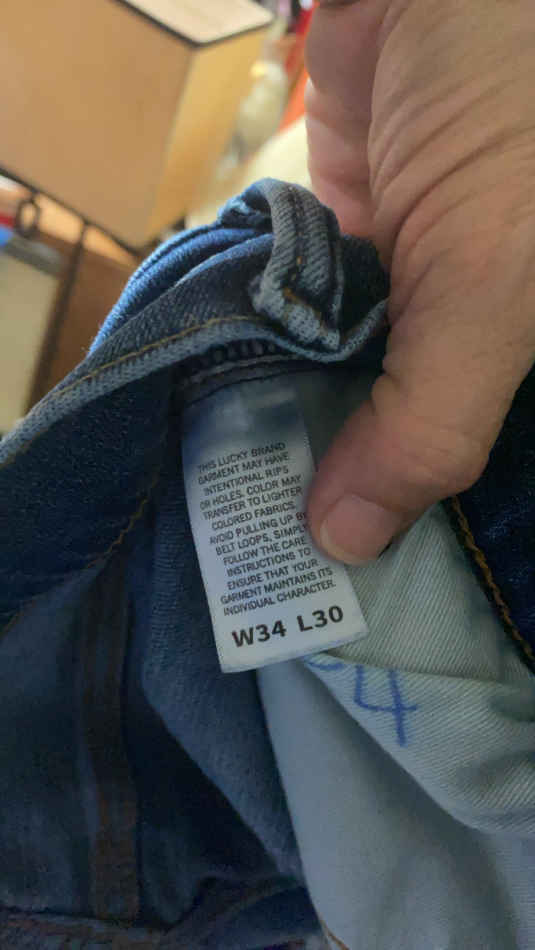 THIS LUCKY BRAND
GARMENT MAY HAVE
INTENTIONAL RIPS
OR HOLES. COLOR MAY
TRANSFER TO LIGHTER
COLORED FABRICS.
AVOID PULLING UP BY
BELT LOOPS, SIMPLY
FOLLOW THE CARE
INSTRUCTIONS TO
ENSURE THAT YOUR
GARMENT MAINTAINS ITS
INDIVIDUAL CHARACTER.
W34 L30
4